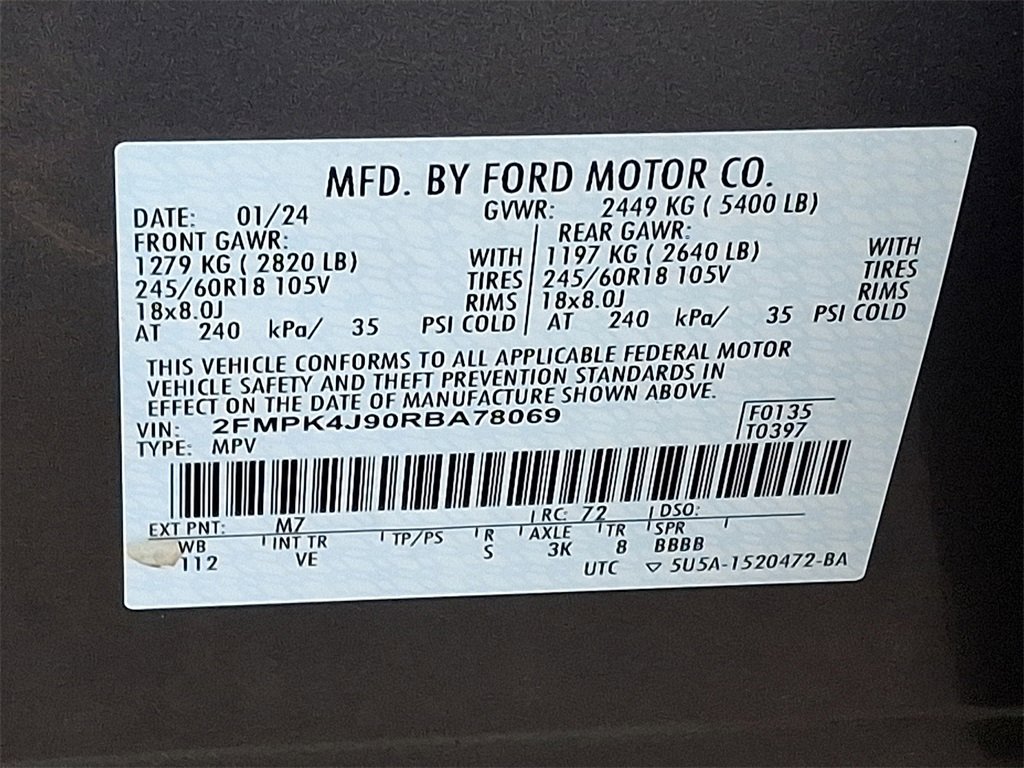 MFD. BY FORD MOTOR CO.
DATE: 01/24 GVWR: 2449 KG ( 5400 LB)
FRONT GAWR: REAR GAWR:
1279 KG ( 2820 LB) WITH 1197 KG ( 2640 LB) WITH
245/60R18 105V TIRES 245/60R18 105V TIRES
18x8.0J RIMS 18x8.0J RIMS
AT 240 kPa/ 35 PSI COLD AT 240 kPa/ 35 PSI COLD
THIS VEHICLE CONFORMS TO ALL APPLICABLE FEDERAL MOTOR
VEHICLE SAFETY AND THEFT PREVENTION STANDARDS IN
EFFECT ON THE DATE OF MANUFACTURE SHOWN ABOVE.
VIN: 2FMPK4J90RBA78069 F0135
TYPE: MPV T0397
EXT PNT: M7 RC: 72 DSO:
WB INT TR TP/PS R AXLE TR SPR
112 VE S 3K 8 BBBB
UTC ▽ 5U5A-1520472-BA